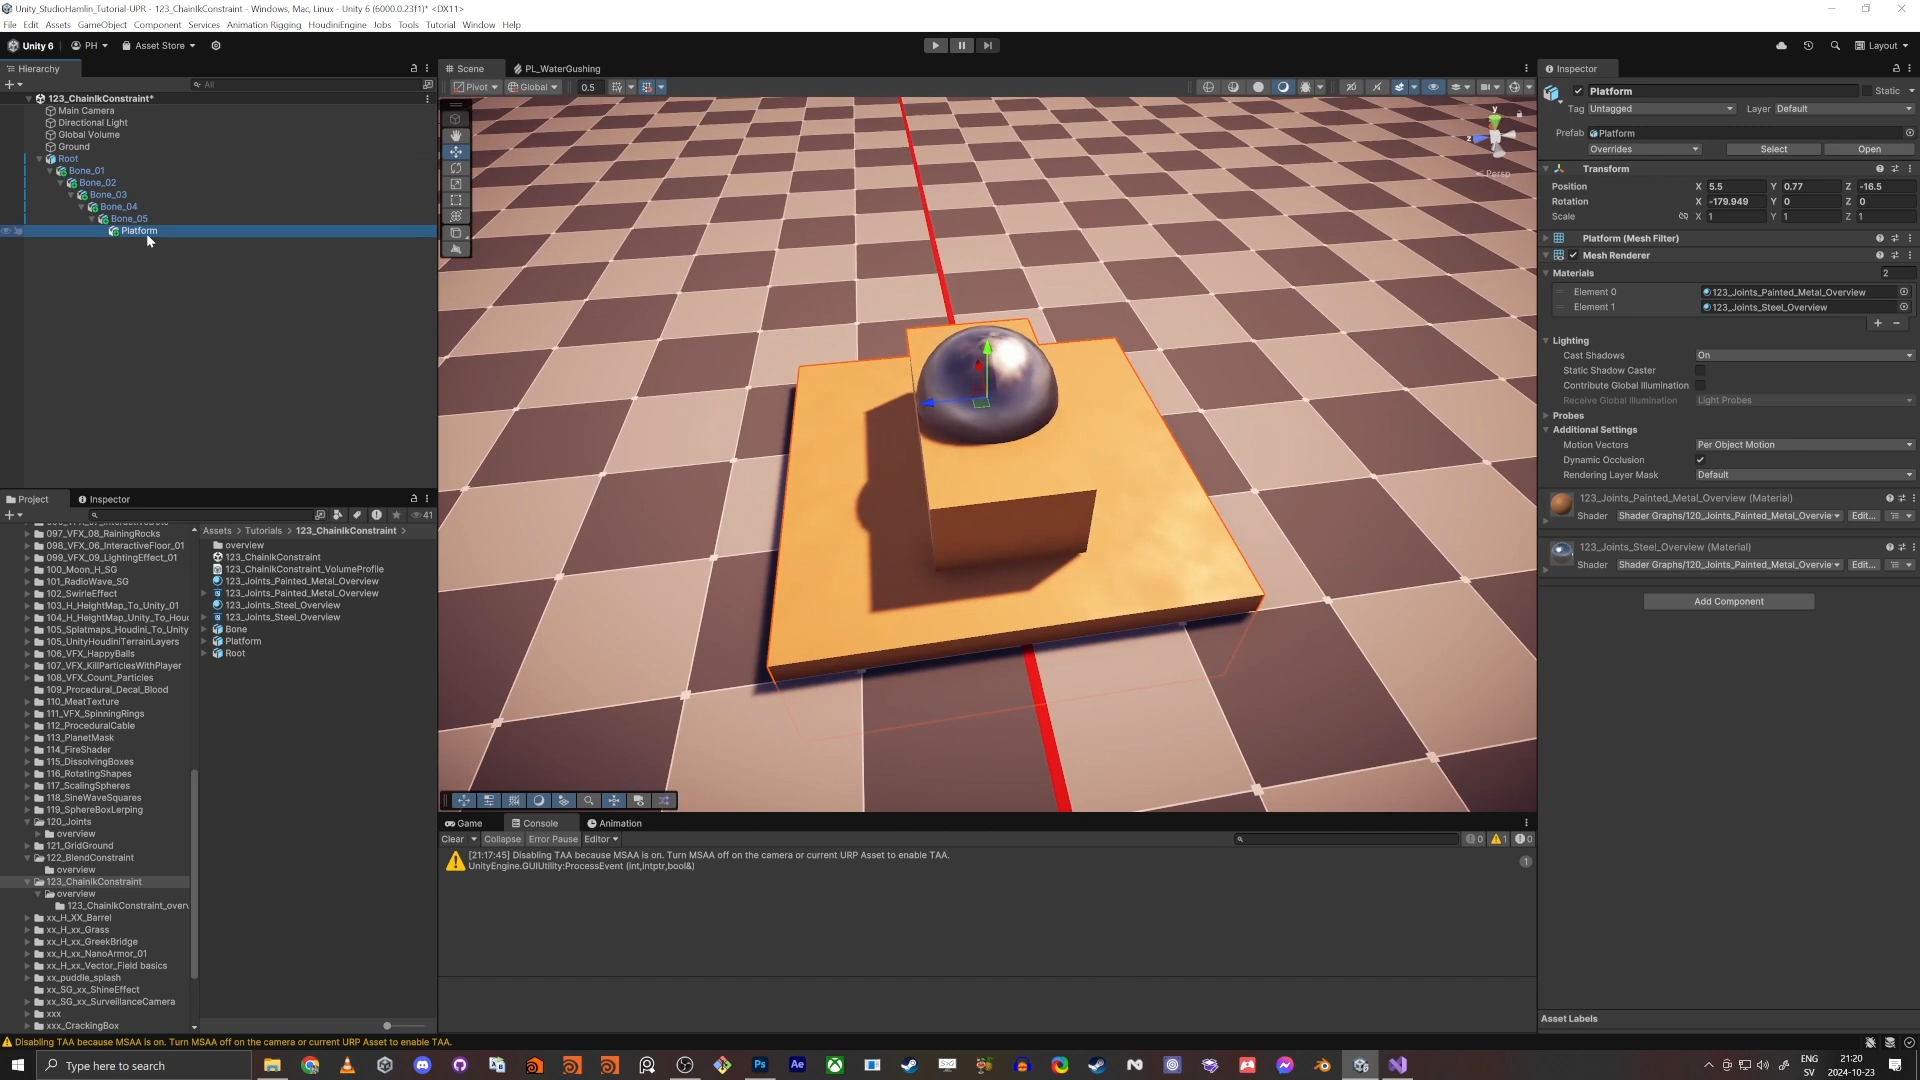 Unity_StudioHamlin_Tutorial-UPR - 123_ChainIkConstraint - Windows, Mac, Linux - Unity 6 (6000.0.23f1)* <DX11>
File Edit Assets GameObject Component Services Animation Rigging HoudiniEngine Jobs Tools Tutorial Window Help
Unity 6 PH Asset Store Layout
Hierarchy
All
123_ChainIkConstraint*
Main Camera
Directional Light
Global Volume
Ground
Root
Bone_01
Bone_02
Bone_03
Bone_04
Bone_05
Platform
Scene PL_WaterGushing
Pivot Global 0.5 2D
y
z
Persp
Inspector
Platform Static
Tag Untagged Layer Default
Prefab Platform
Overrides Select Open
Transform
Position X 5.5 Y 0.77 Z -16.5
Rotation X -179.949 Y 0 Z 0
Scale X 1 Y 1 Z 1
Platform (Mesh Filter)
Mesh Renderer
Materials 2
Element 0 123_Joints_Painted_Metal_Overview
Element 1 123_Joints_Steel_Overview
Lighting
Cast Shadows On
Static Shadow Caster
Contribute Global Illumination
Receive Global Illumination Light Probes
Probes
Additional Settings
Motion Vectors Per Object Motion
Dynamic Occlusion
Rendering Layer Mask Default
123_Joints_Painted_Metal_Overview (Material)
Shader Shader Graphs/120_Joints_Painted_Metal_Overvie Edit...
123_Joints_Steel_Overview (Material)
Shader Shader Graphs/120_Joints_Painted_Metal_Overvie Edit...
Add Component
Asset Labels
Project Inspector
41
097_VFX_08_RainingRocks
098_VFX_06_InteractiveFloor_01
099_VFX_09_LightingEffect_01
100_Moon_H_SG
101_RadioWave_SG
102_SwirleEffect
103_H_HeightMap_To_Unity_01
104_H_HeightMap_Unity_To_Houd
105_Splatmaps_Houdini_To_Unity
105_UnityHoudiniTerrainLayers
106_VFX_HappyBalls
107_VFX_KillParticlesWithPlayer
108_VFX_Count_Particles
109_Procedural_Decal_Blood
110_MeatTexture
111_VFX_SpinningRings
112_ProceduralCable
113_PlanetMask
114_FireShader
115_DissolvingBoxes
116_RotatingShapes
117_ScalingSpheres
118_SineWaveSquares
119_SphereBoxLerping
120_Joints
overview
121_GridGround
122_BlendConstraint
overview
123_ChainIkConstraint
overview
123_ChainIkConstraint_overv
xx_H_XX_Barrel
xx_H_xx_Grass
xx_H_xx_GreekBridge
xx_H_xx_NanoArmor_01
xx_H_xx_Vector_Field basics
xx_puddle_splash
xx_SG_xx_ShineEffect
xx_SG_xx_SurveillanceCamera
xxx
xxx_CrackingBox
Assets > Tutorials > 123_ChainIkConstraint >
overview
123_ChainIkConstraint
123_ChainIkConstraint_VolumeProfile
123_Joints_Painted_Metal_Overview
123_Joints_Painted_Metal_Overview
123_Joints_Steel_Overview
123_Joints_Steel_Overview
Bone
Platform
Root
Game Console Animation
Clear Collapse Error Pause Editor 0 1 0
[21:17:45] Disabling TAA because MSAA is on. Turn MSAA off on the camera or current URP Asset to enable TAA.
UnityEngine.GUIUtility:ProcessEvent (int,intptr,bool&)
1
Disabling TAA because MSAA is on. Turn MSAA off on the camera or current URP Asset to enable TAA.
Type here to search
Ps Ae
ENG
SV
21:20
2024-10-23